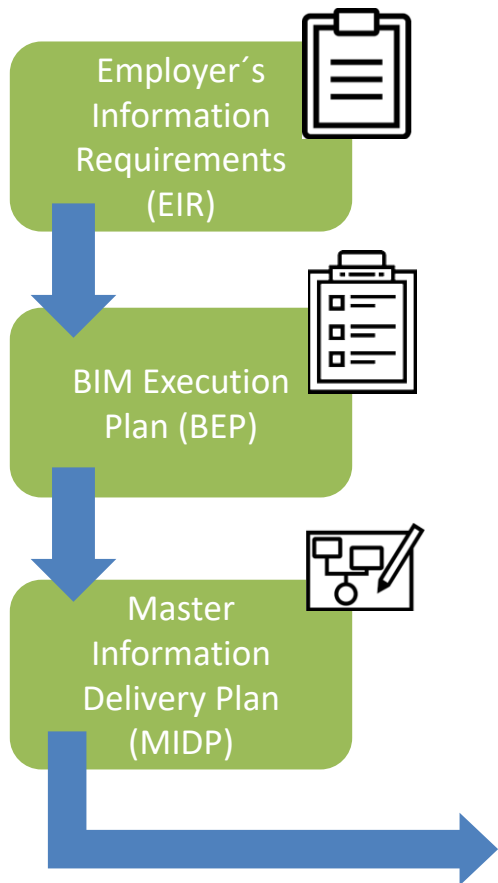 Employer´s
Information
Requirements
(EIR)
BIM Execution
Plan (BEP)
Master
Information
Delivery Plan
(MIDP)